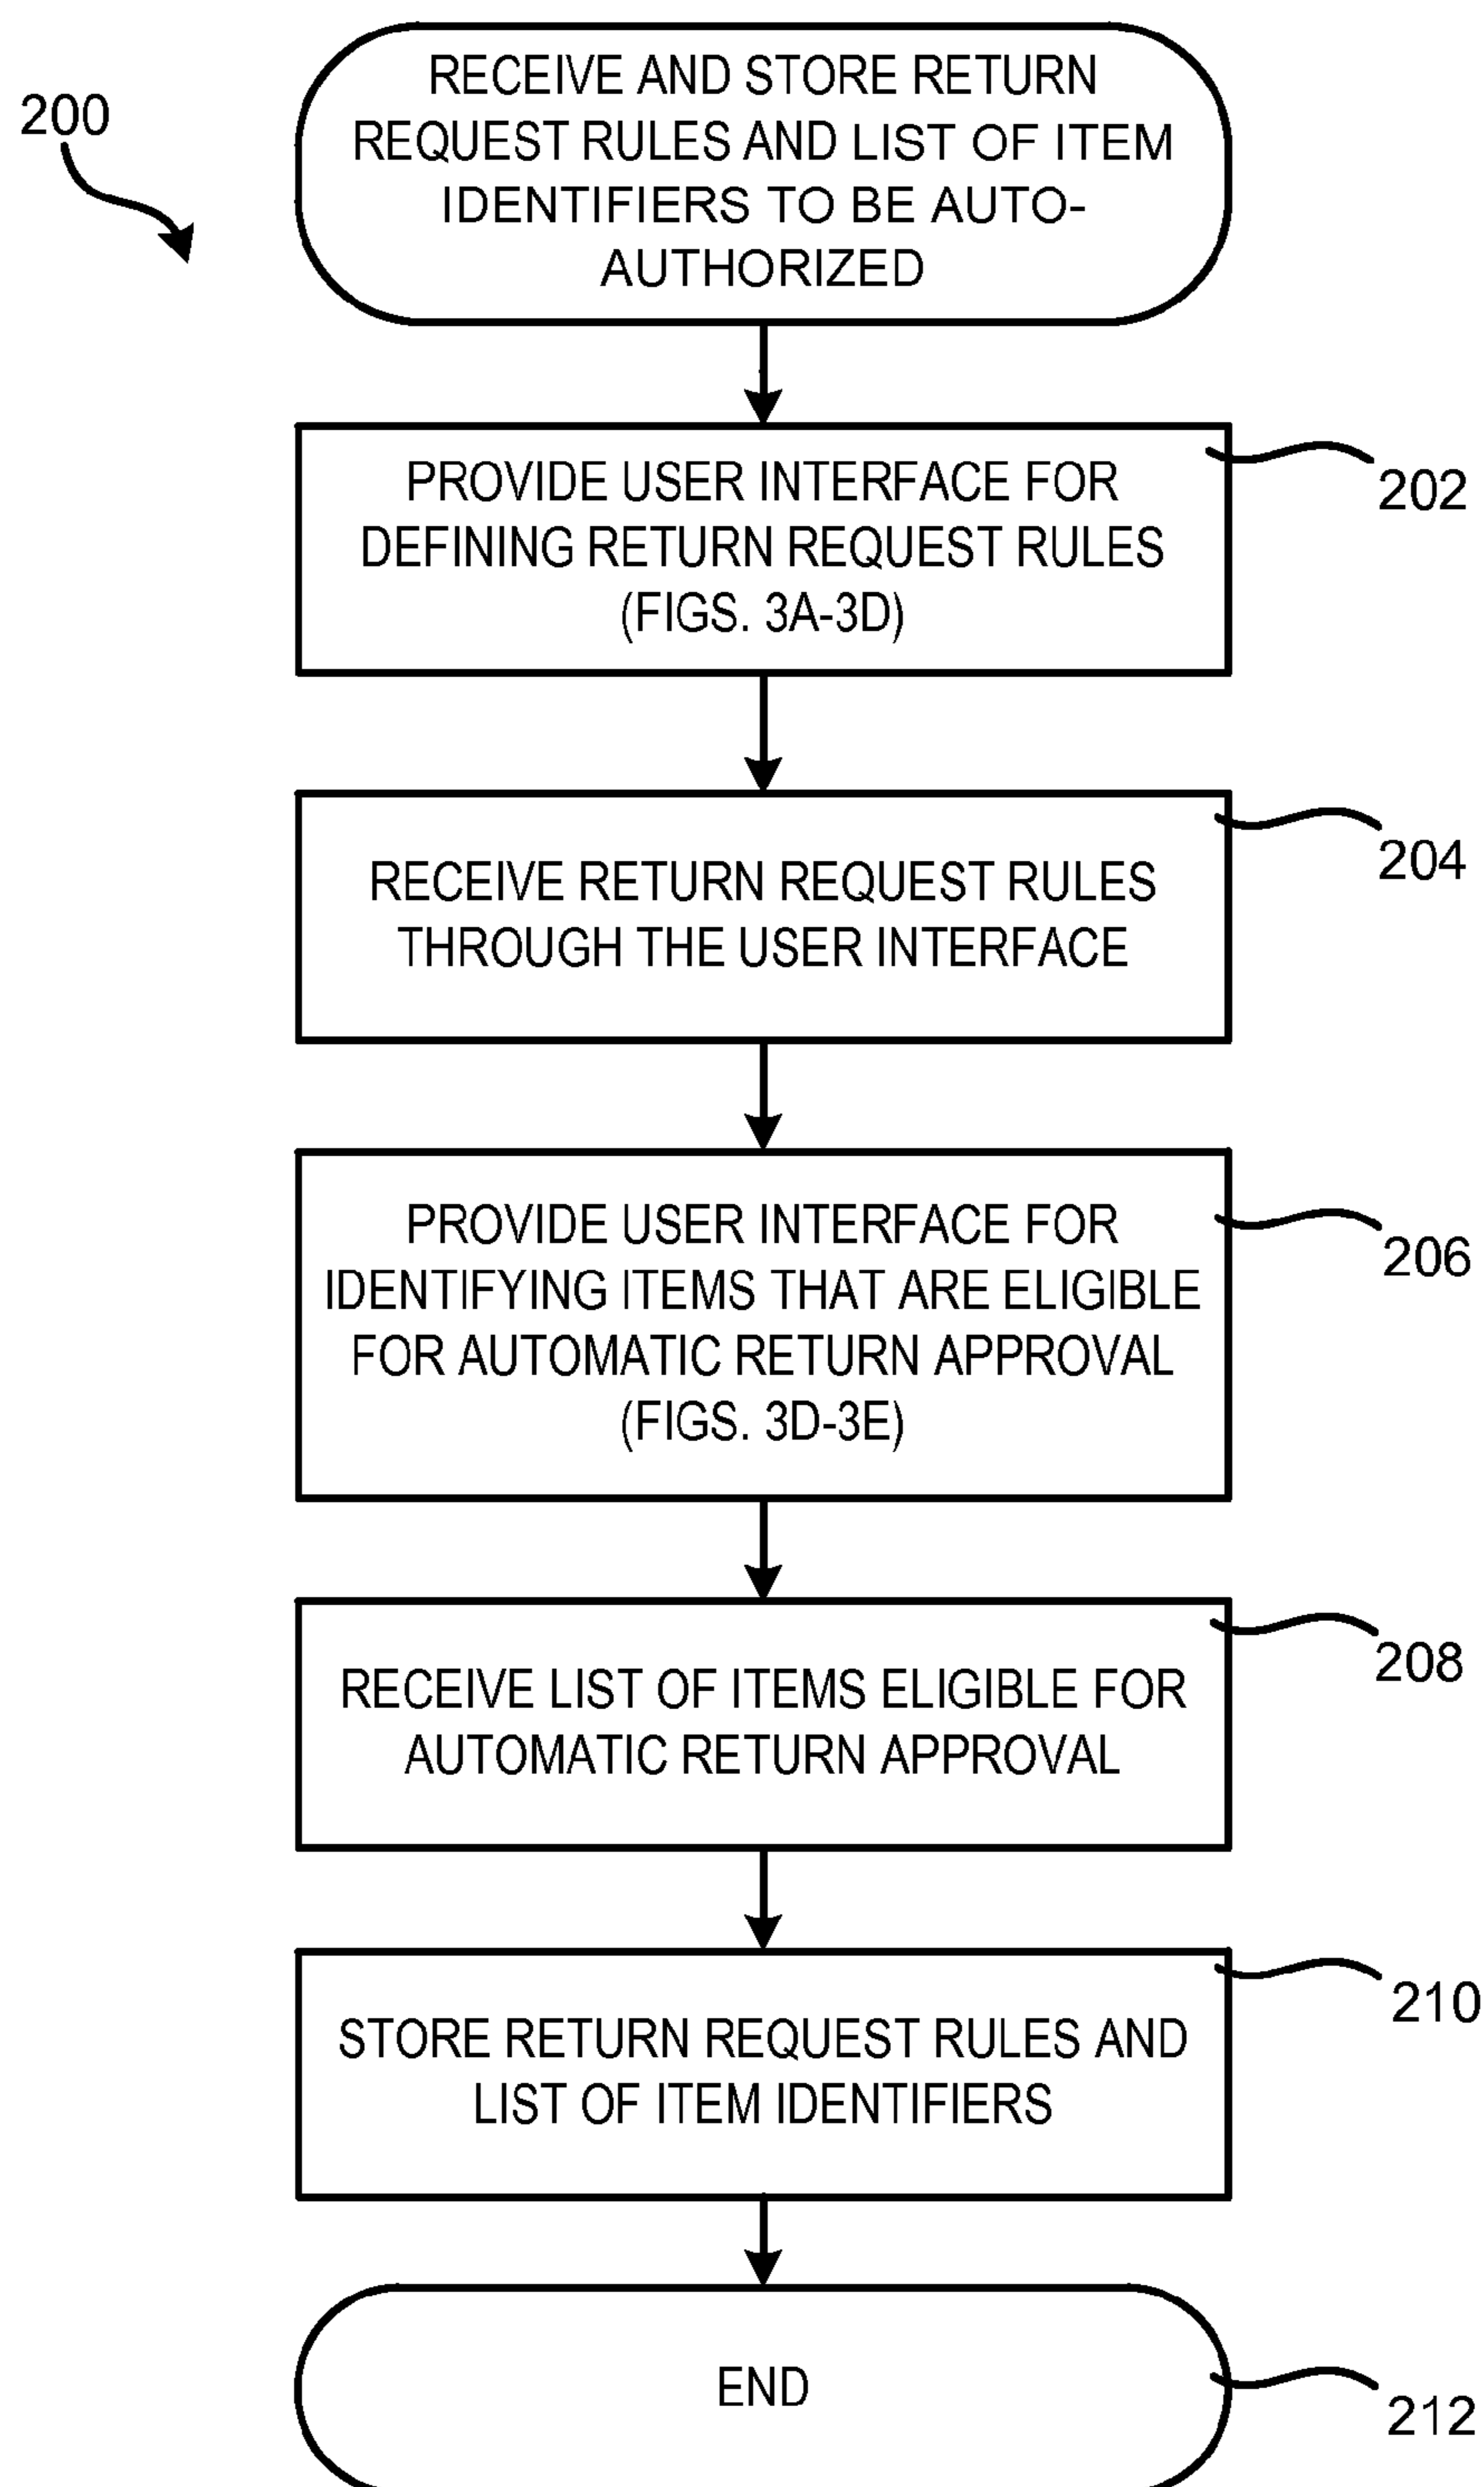 200
RECEIVE AND STORE RETURN
REQUEST RULES AND LIST OF ITEM
IDENTIFIERS TO BE AUTO-
AUTHORIZED
PROVIDE USER INTERFACE FOR
DEFINING RETURN REQUEST RULES
(FIGS. 3A-3D)
202
RECEIVE RETURN REQUEST RULES
THROUGH THE USER INTERFACE
204
PROVIDE USER INTERFACE FOR
IDENTIFYING ITEMS THAT ARE ELIGIBLE
FOR AUTOMATIC RETURN APPROVAL
(FIGS. 3D-3E)
206
RECEIVE LIST OF ITEMS ELIGIBLE FOR
AUTOMATIC RETURN APPROVAL
208
STORE RETURN REQUEST RULES AND
LIST OF ITEM IDENTIFIERS
210
END
212